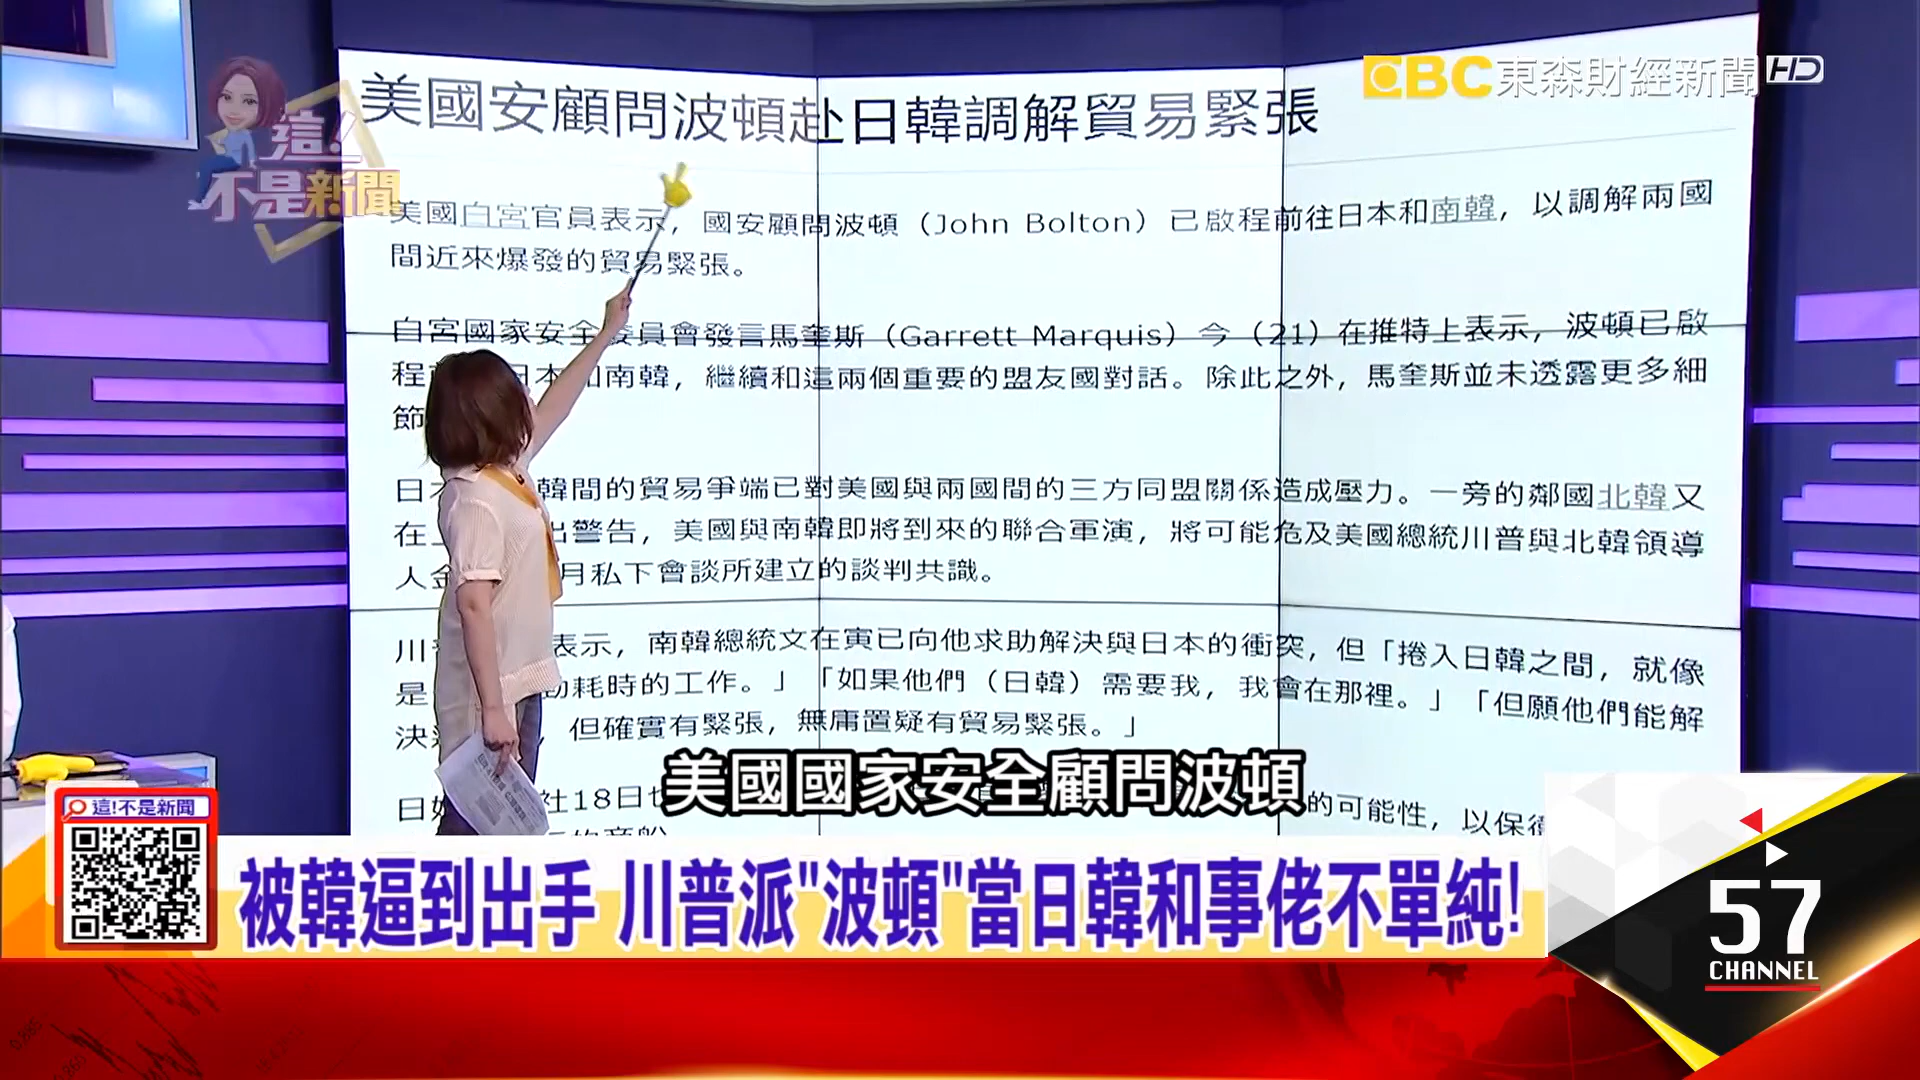 美國安顧問波頓赴日韓調解貿易緊張
EBC東森財經新聞 HD
這!
不是新聞
美國白宮官員表示，國安顧問波頓（John Bolton）已啟程前往日本和南韓，以調解兩國
間近來爆發的貿易緊張。
白宮國家安全委員會發言馬奎斯（Garrett Marquis）今（21）在推特上表示，波頓已啟
程 日本和南韓，繼續和這兩個重要的盟友國對話。除此之外，馬奎斯並未透露更多細
節
日 韓間的貿易爭端已對美國與兩國間的三方同盟關係造成壓力。一旁的鄰國北韓又
在 出警告，美國與南韓即將到來的聯合軍演，將可能危及美國總統川普與北韓領導
人金 月私下會談所建立的談判共識。
川 表示，南韓總統文在寅已向他求助解決與日本的衝突，但「捲入日韓之間，就像
是 耗時的工作。」「如果他們（日韓）需要我，我會在那裡。」「但願他們能解
決 ，但確實有緊張，無庸置疑有貿易緊張。」
日 社18日 的可能性，以保
美國國家安全顧問波頓
這!不是新聞
被韓逼到出手 川普派"波頓"當日韓和事佬不單純!
57
CHANNEL